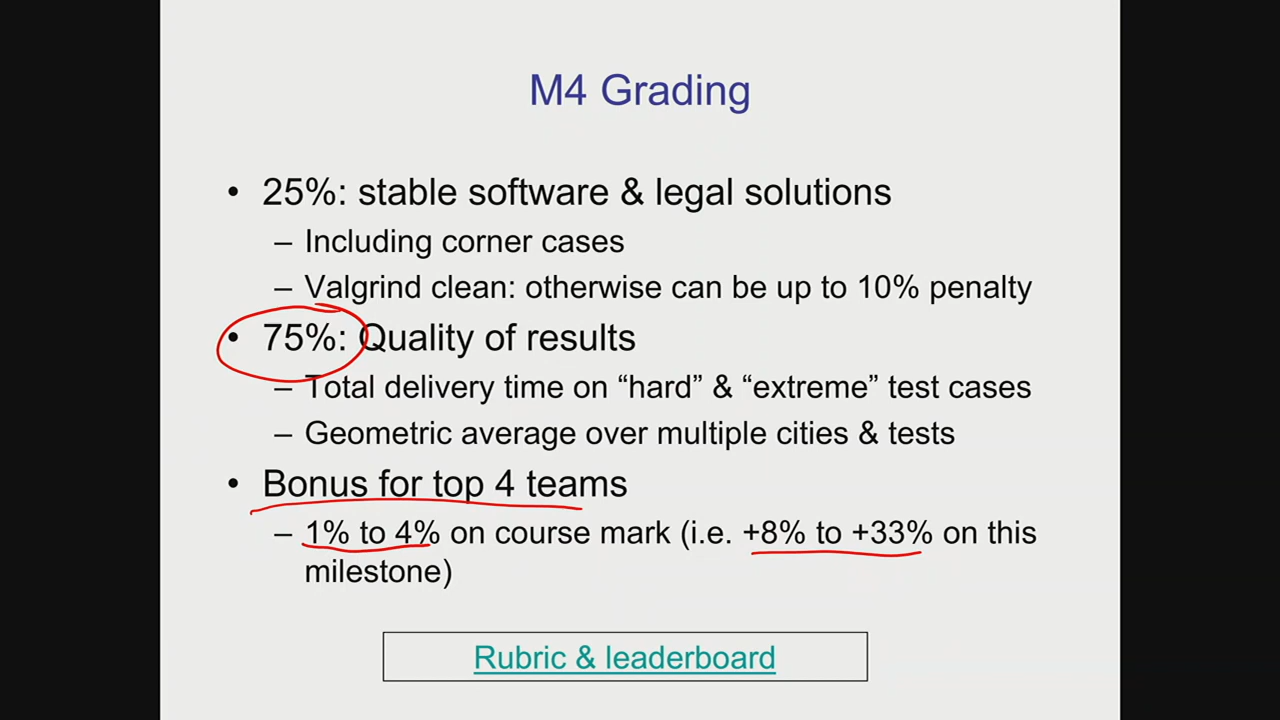 M4 Grading
• 25%: stable software & legal solutions
– Including corner cases
– Valgrind clean: otherwise can be up to 10% penalty
• 75%: Quality of results
– Total delivery time on “hard” & “extreme” test cases
– Geometric average over multiple cities & tests
• Bonus for top 4 teams
– 1% to 4% on course mark (i.e. +8% to +33% on this
milestone)
Rubric & leaderboard